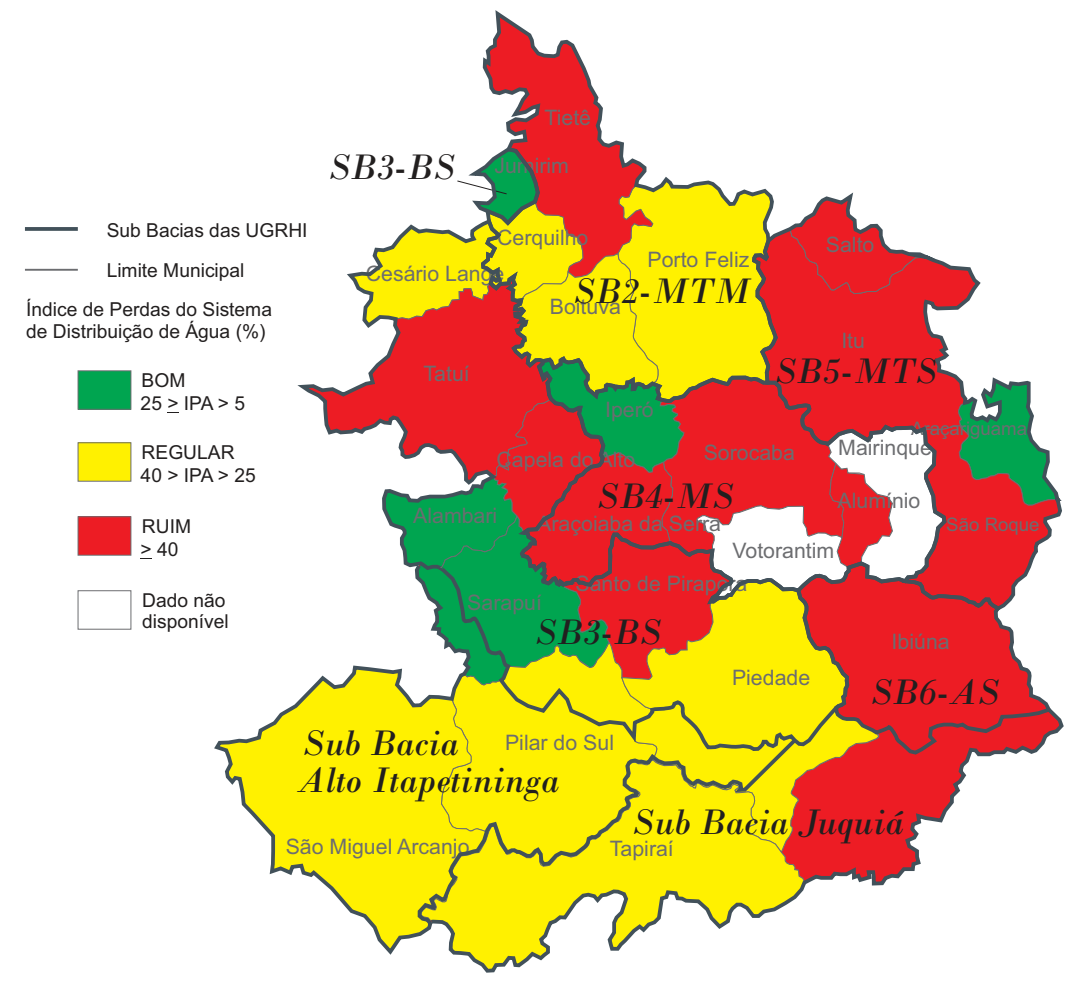 Tietê
Jumirim
SB3-BS
Sub Bacias das UGRHI
Limite Municipal
Índice de Perdas do Sistema
de Distribuição de Água (%)
BOM
25 ≥ IPA > 5
REGULAR
40 > IPA > 25
RUIM
≥ 40
Dado não
disponível
Cerquilho
Cesário Lange
Porto Feliz
Salto
SB2-MTM
Boituva
Itu
SB5-MTS
Tatuí
Iperó
Araçariguama
Mairinque
Sorocaba
Capela do Alto
SB4-MS
Alumínio
Alambari
Araçoiaba da Serra
São Roque
Votorantim
Santo de Pirapora
Sarapuí
SB3-BS
Ibiúna
Piedade
SB6-AS
Pilar do Sul
Sub Bacia
Alto Itapetininga
Sub Bacia Juquiá
São Miguel Arcanjo
Tapiraí